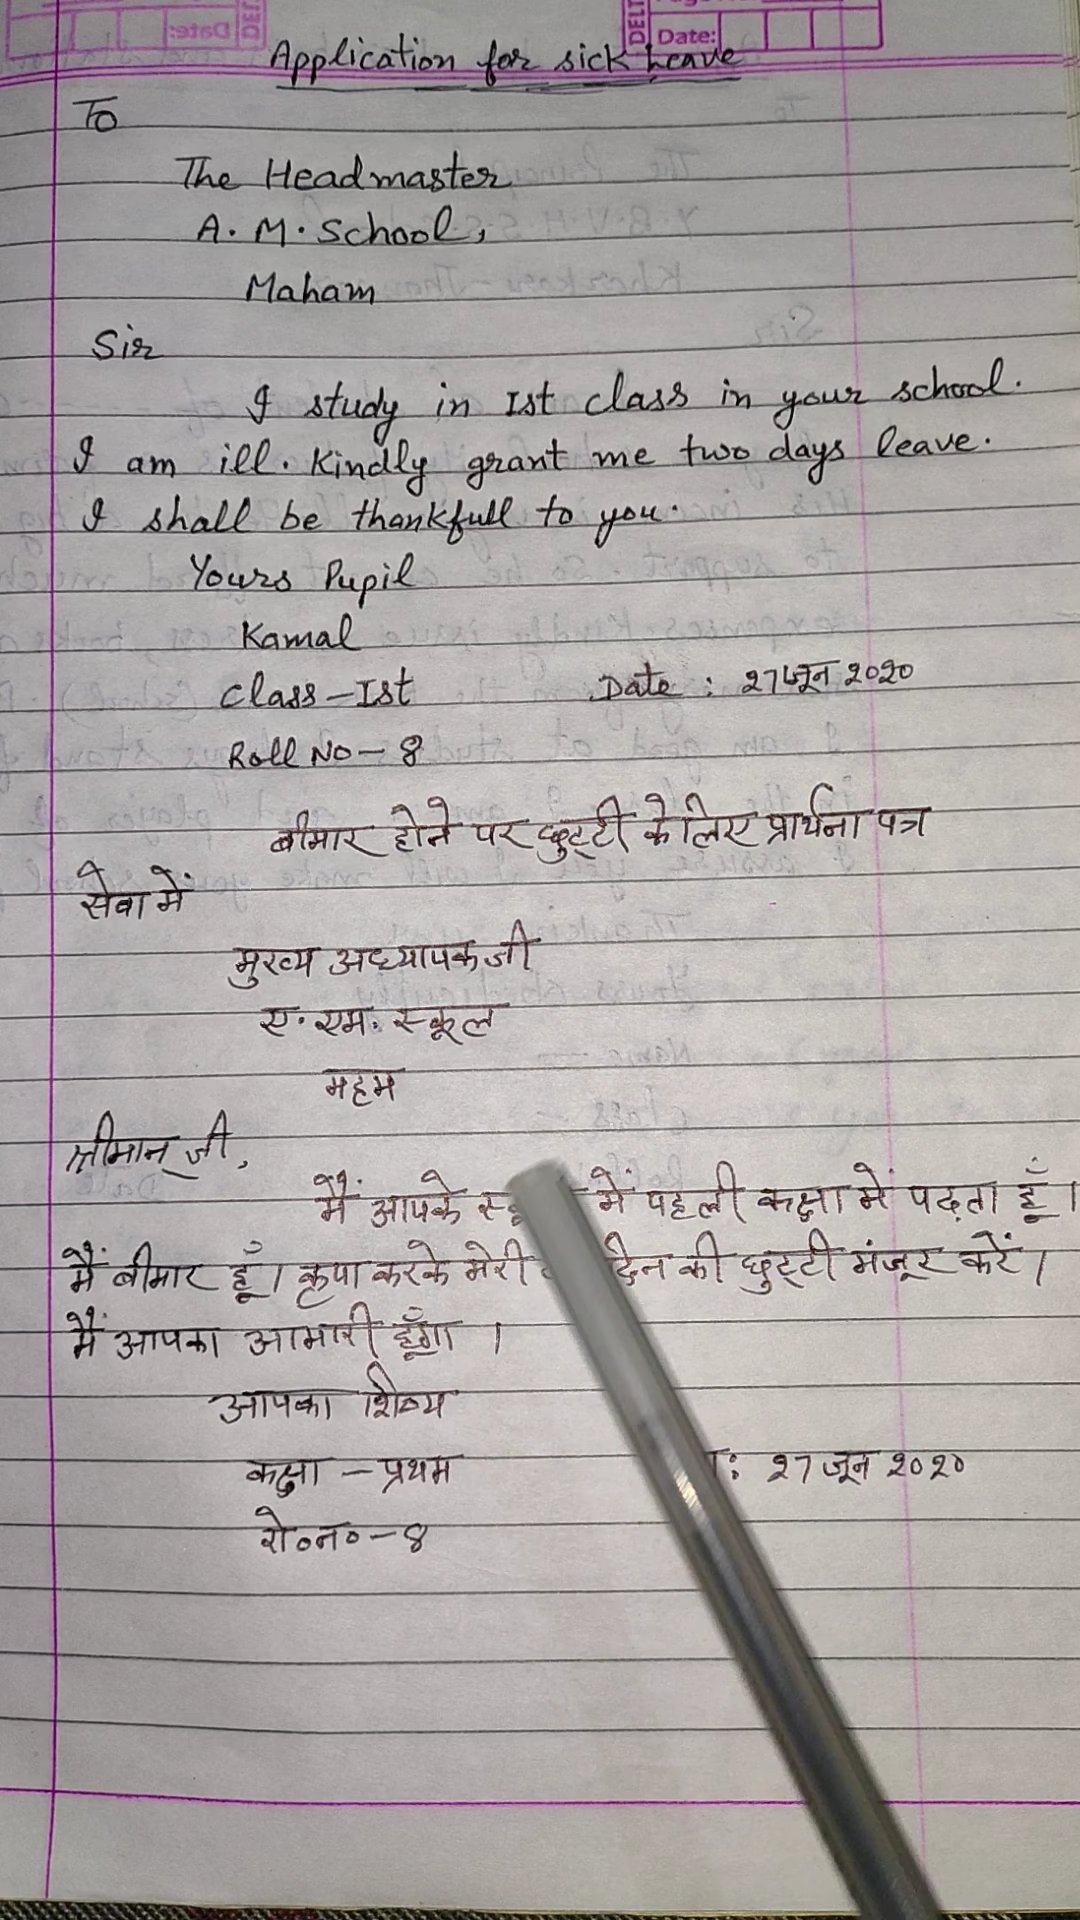 Date:
Application for sick Leave
To
The Headmaster
A. M. School,
Maham
Sir
I study in Ist class in your school.
I am ill. Kindly grant me two days leave.
I shall be thankfull to you.
Yours Pupil
Kamal
Class - Ist Date : 27 जून 2020
Roll No - 8
बीमार होने पर छुट्टी के लिए प्रार्थना पत्र
सेवा में
मुख्य अध्यापक जी
ए. एम. स्कूल
महम
श्रीमान् जी,
मैं आपके में पहली कक्षा में पढ़ता हूँ।
मैं बीमार हूँ। कृपा करके मेरी दिन की छुट्टी मंजूर करें।
मैं आपका आभारी हूँगा ।
आपका शिष्य
कक्षा - प्रथम : 27 जून 2020
रो०न० - 8